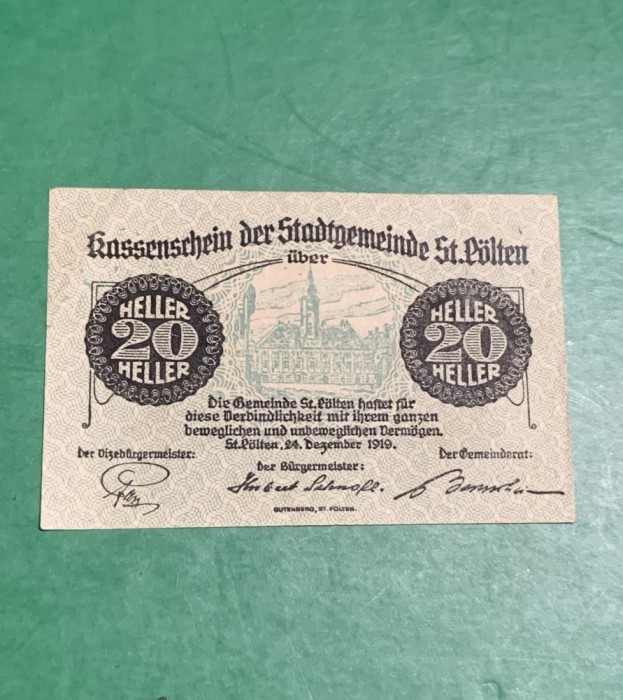 Kassenschein der Stadtgemeinde St. Pölten
über
HELLER
20
HELLER
HELLER
20
HELLER
Die Gemeinde St. Pölten haftet für
diese Verbindlichkeit mit ihrem ganzen
beweglichen und unbeweglichen Vermögen.
St. Pölten, 24. Dezember 1919.
Der Vizebürgermeister:
Der Bürgermeister:
Der Gemeinderat:
Hubert Schnofl.
GUTENBERG, ST. PÖLTEN.